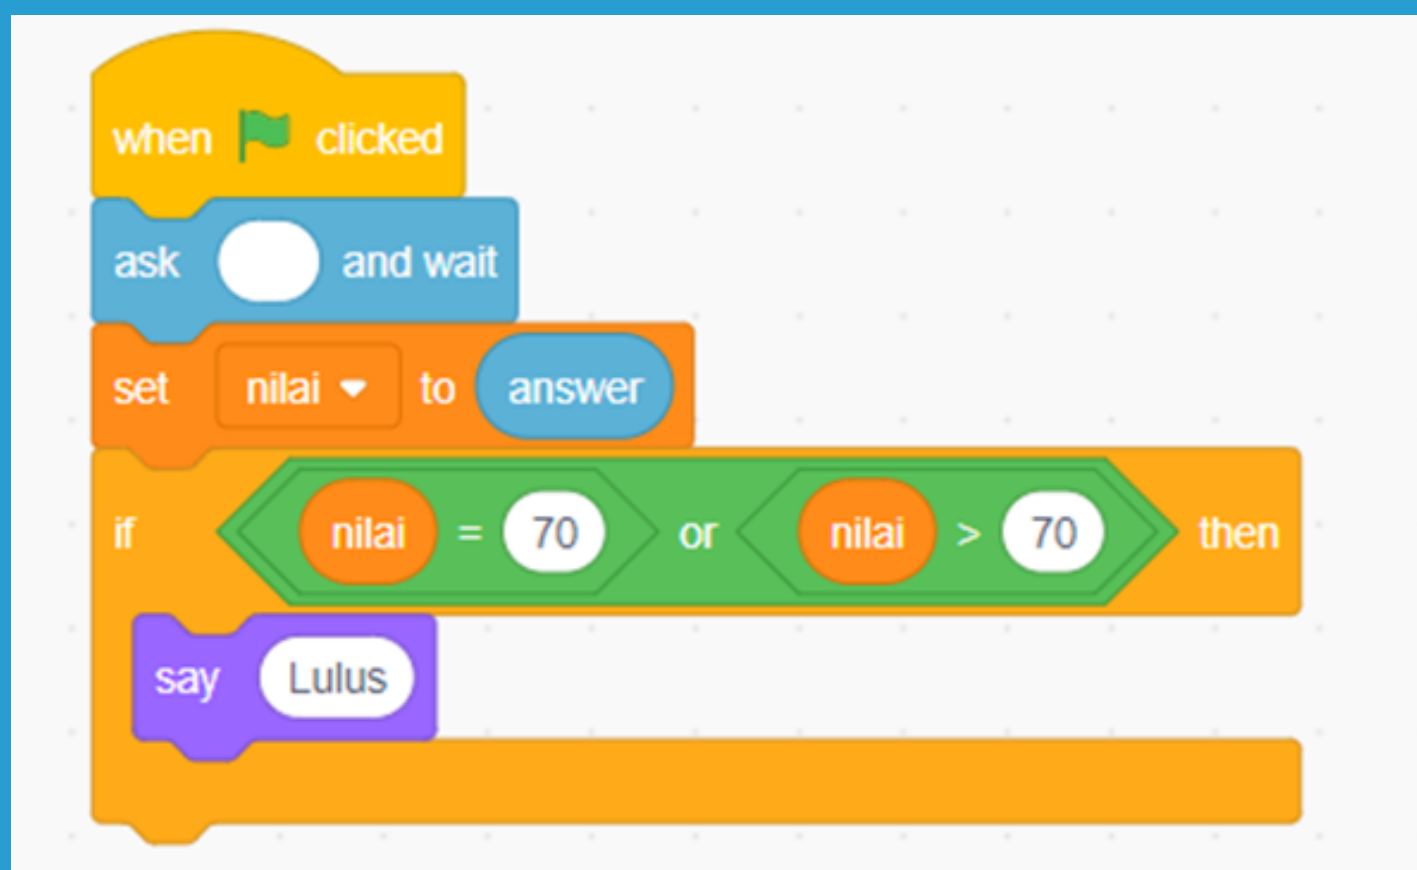 when clicked
ask and wait
set nilai to answer
if nilai = 70 or nilai > 70 then
say Lulus